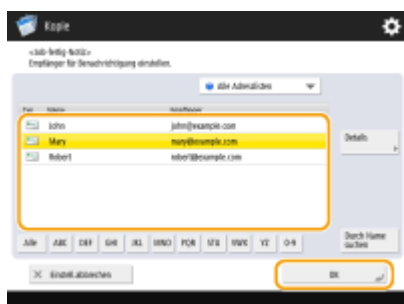 Kopie
<Job-fertig-Notiz>
Empfänger für Benachrichtigung einstellen.
Alle Adresslisten
Name
John john@example.com
Mary mary@example.com
Robert robert@example.com
Details
Alle ABC DEF GHI JKL MNO PQR STU VWX YZ 0-9
Durch Name suchen
Einstell.abbrechen
OK